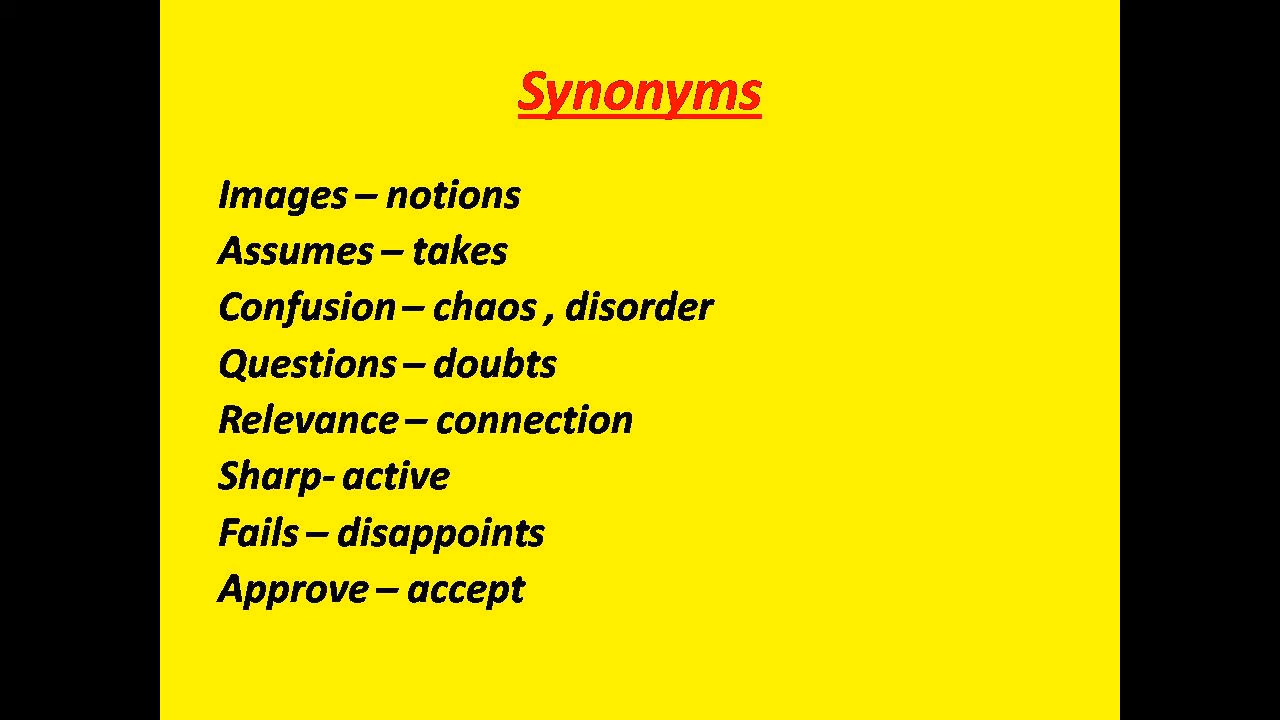 Synonyms
Images – notions
Assumes – takes
Confusion – chaos , disorder
Questions – doubts
Relevance – connection
Sharp- active
Fails – disappoints
Approve – accept